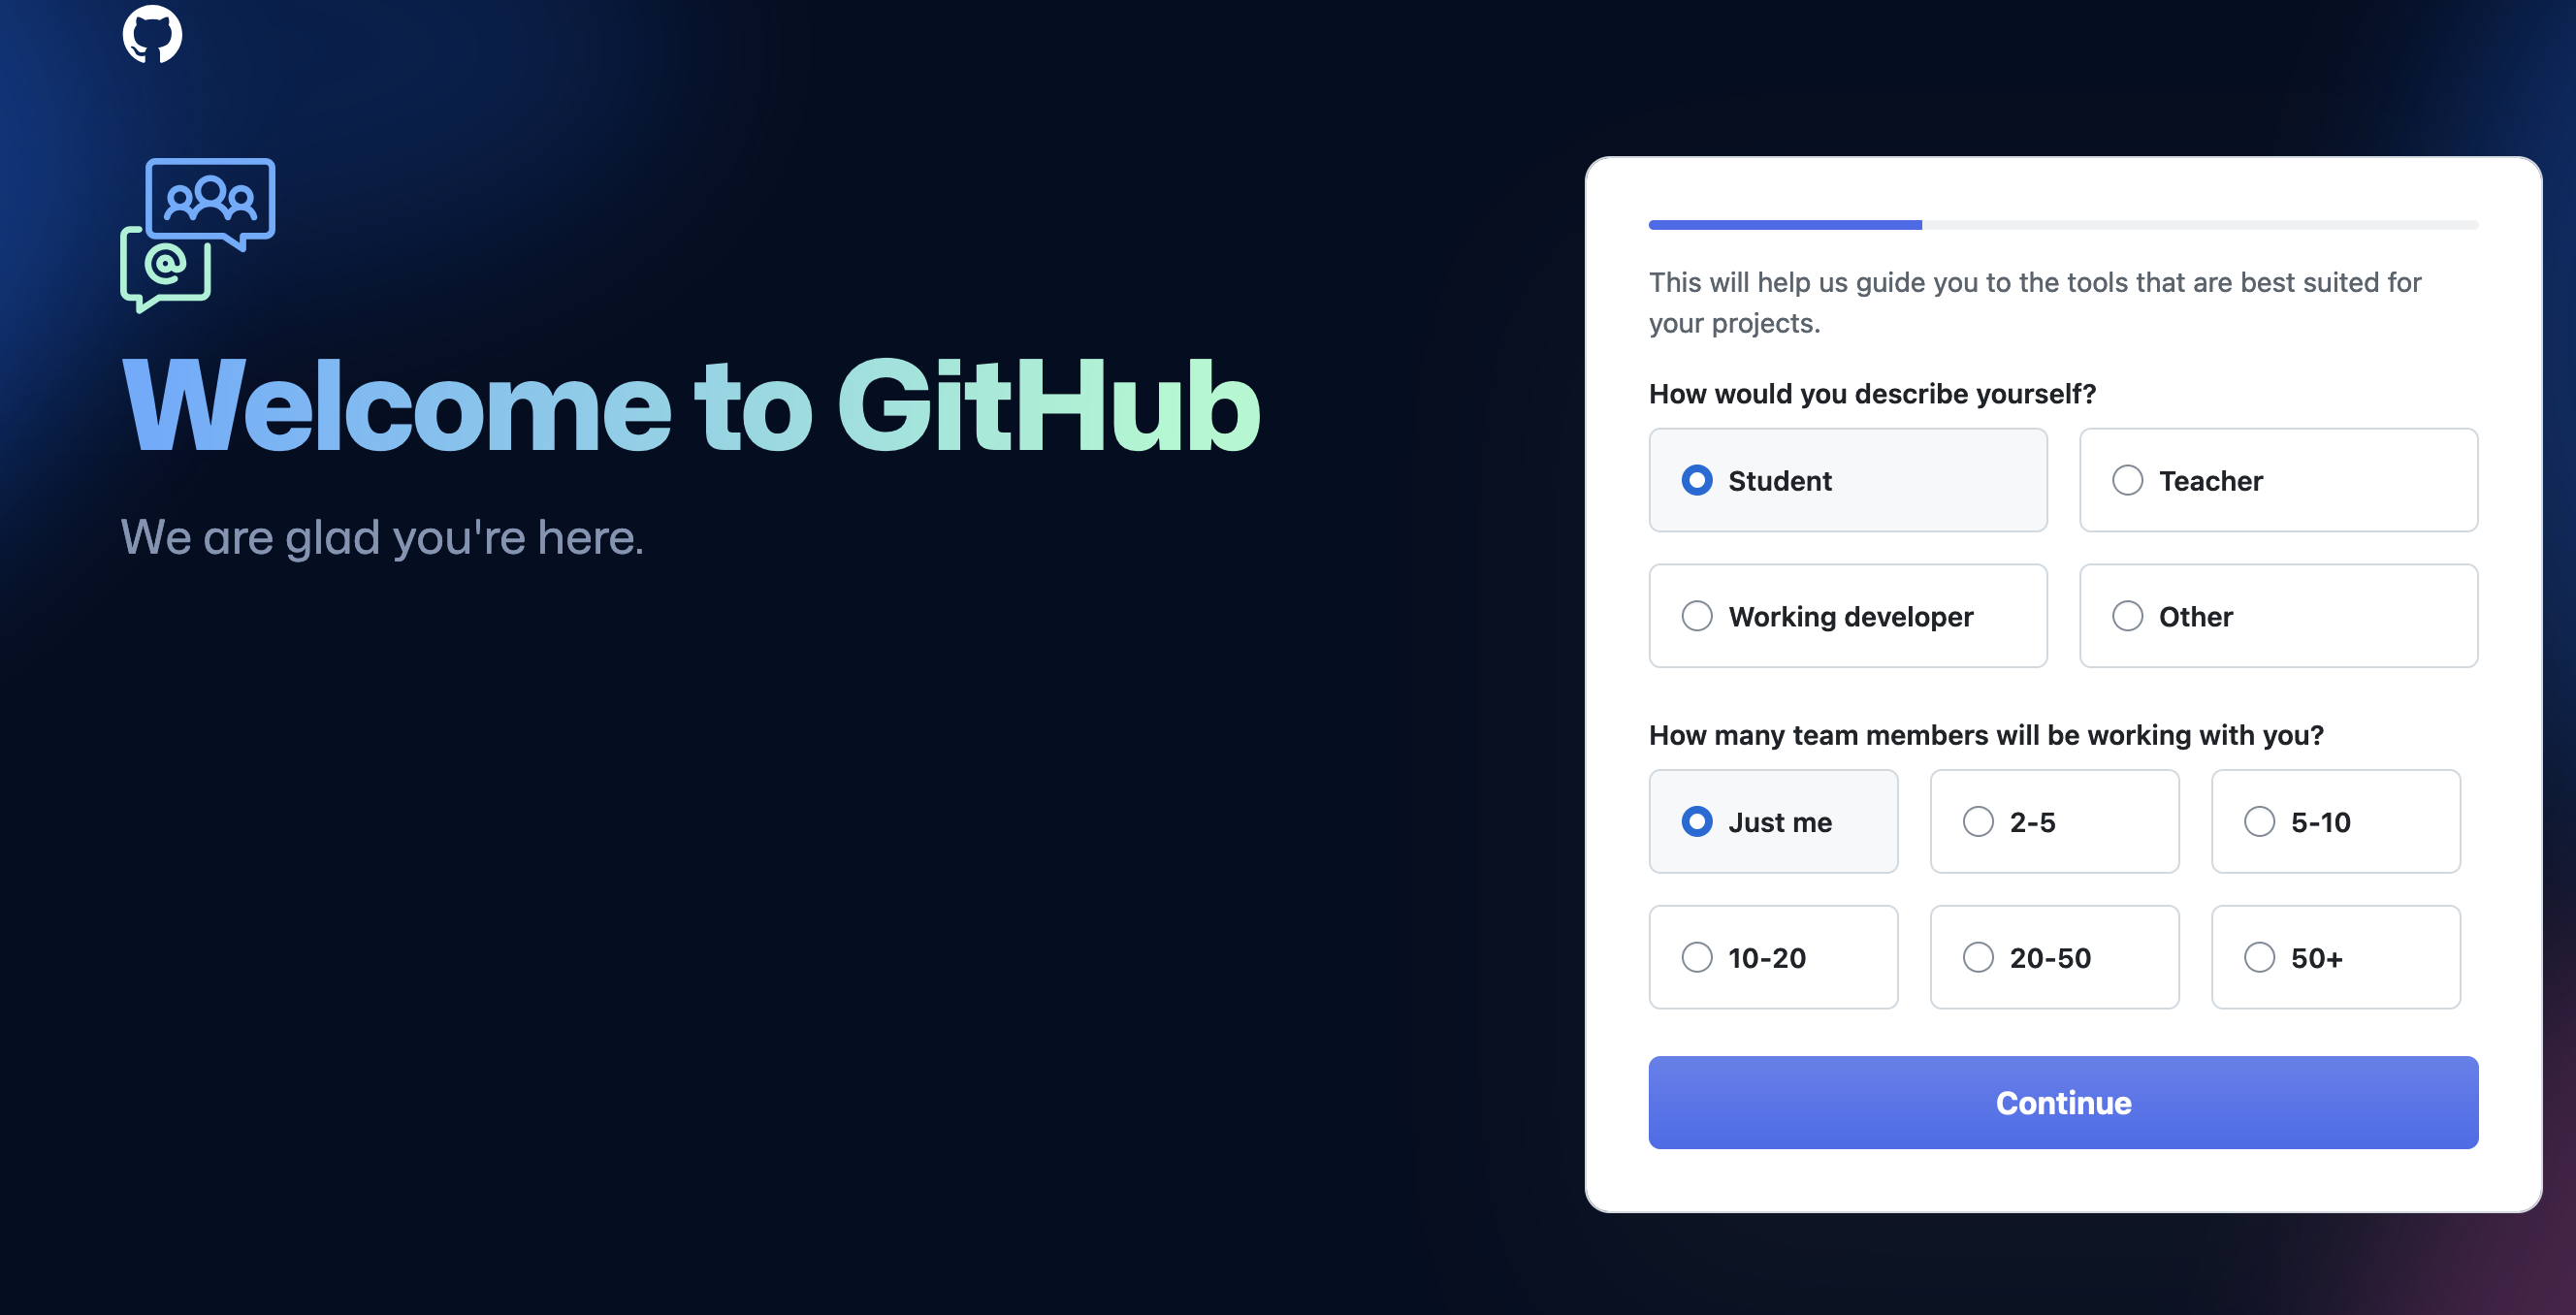 Welcome to GitHub
We are glad you're here.
This will help us guide you to the tools that are best suited for
your projects.
How would you describe yourself?
Student
Teacher
Working developer
Other
How many team members will be working with you?
Just me
2-5
5-10
10-20
20-50
50+
Continue